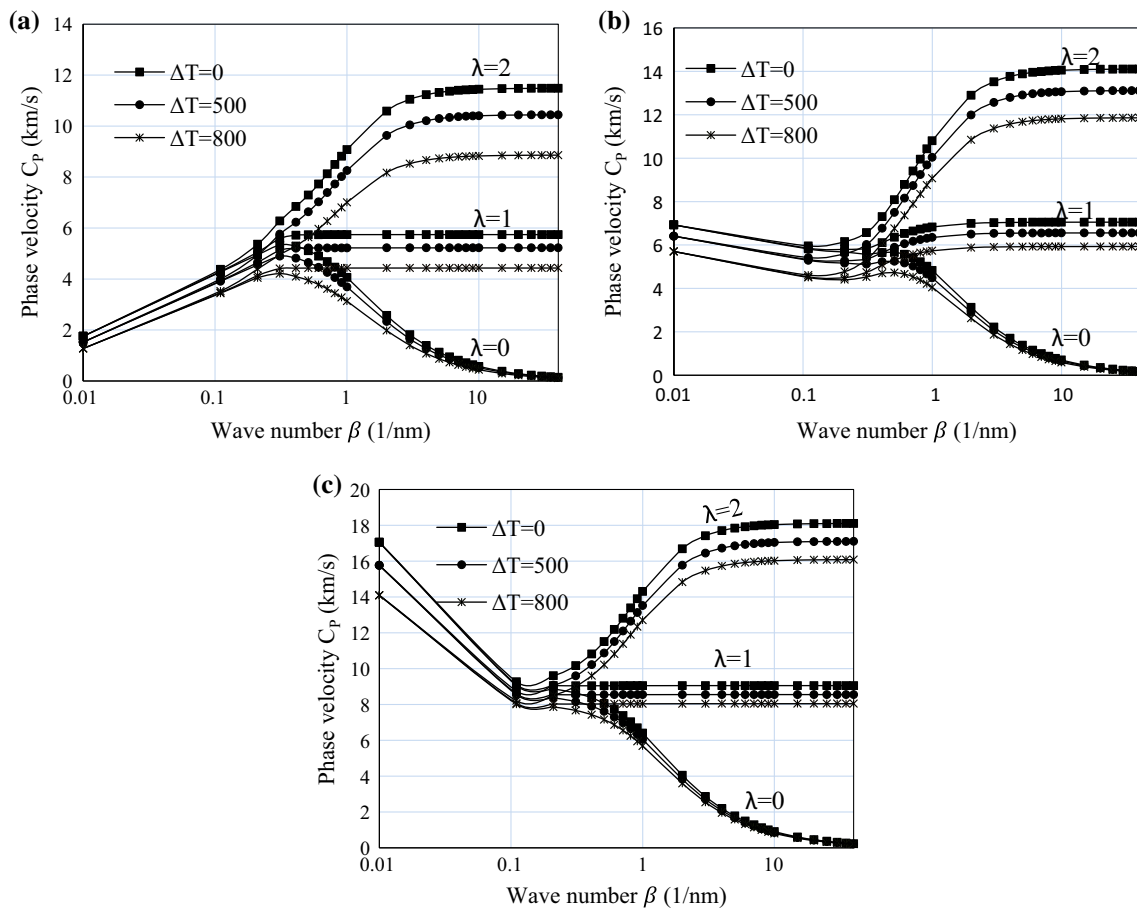 (a)
14
12
10
8
6
4
2
0
Phase velocity C_P (km/s)
ΔT=0
ΔT=500
ΔT=800
λ=2
λ=1
λ=0
0.01
0.1
1
10
Wave number β (1/nm)
(b)
16
14
12
10
8
6
4
2
0
Phase velocity C_P (km/s)
ΔT=0
ΔT=500
ΔT=800
λ=2
λ=1
λ=0
0.01
0.1
1
10
Wave number β (1/nm)
(c)
20
18
16
14
12
10
8
6
4
2
0
Phase velocity C_P (km/s)
ΔT=0
ΔT=500
ΔT=800
λ=2
λ=1
λ=0
0.01
0.1
1
10
Wave number β (1/nm)